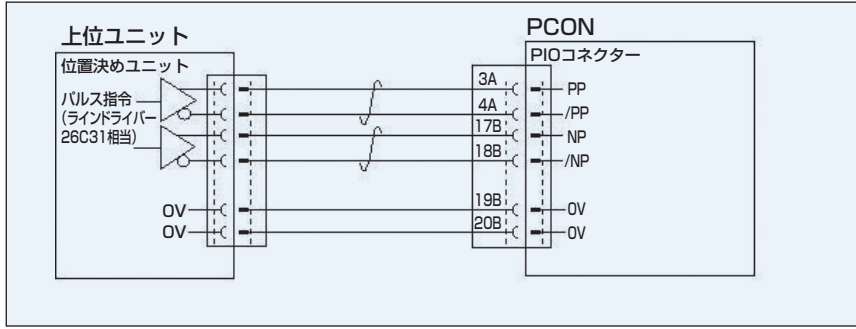 上位ユニット
位置決めユニット
パルス指令
(ラインドライバー
26C31相当)
0V
0V
PCON
PIOコネクター
3A
PP
4A
/PP
17B
NP
18B
/NP
19B
0V
20B
0V